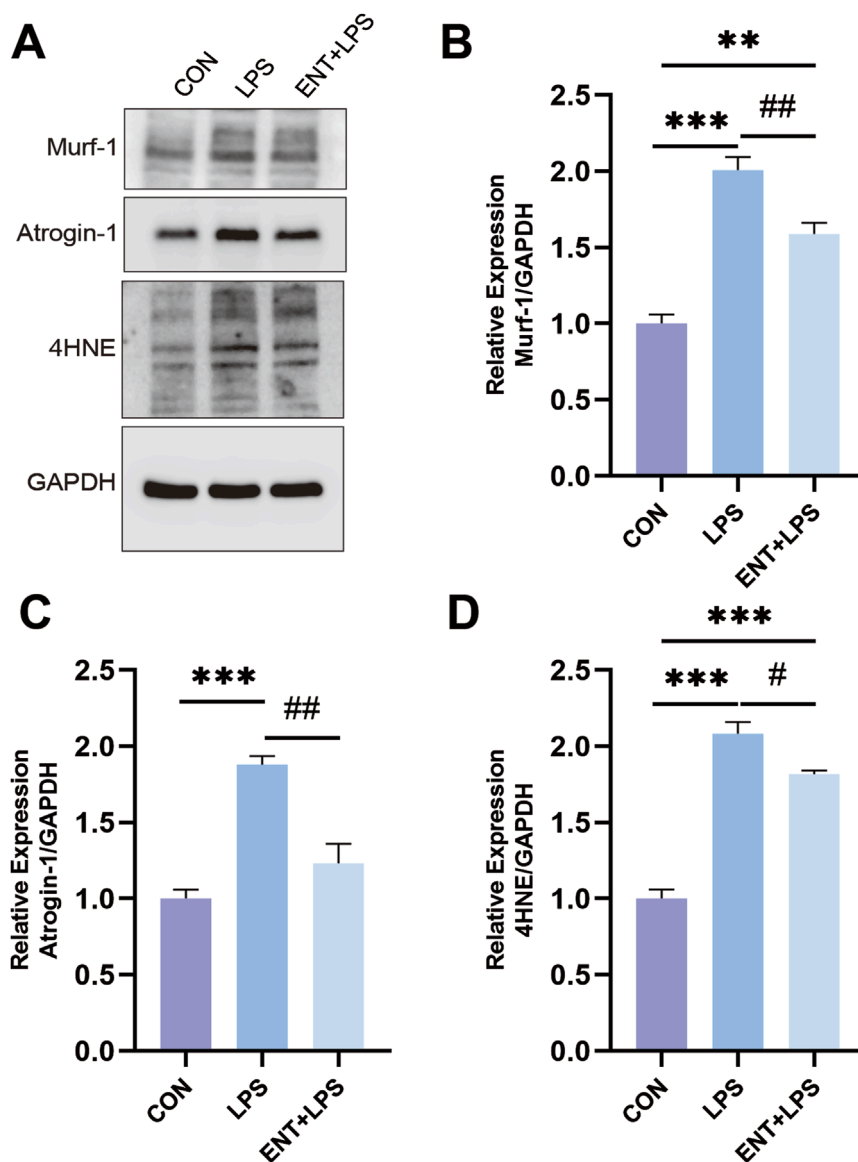 A
CON
LPS
ENT+LPS
Murf-1
Atrogin-1
4HNE
GAPDH
B
**
***
##
Relative Expression
Murf-1/GAPDH
2.5
2.0
1.5
1.0
0.5
0.0
CON
LPS
ENT+LPS
C
***
##
Relative Expression
Atrogin-1/GAPDH
2.5
2.0
1.5
1.0
0.5
0.0
CON
LPS
ENT+LPS
D
***
***
#
Relative Expression
4HNE/GAPDH
2.5
2.0
1.5
1.0
0.5
0.0
CON
LPS
ENT+LPS